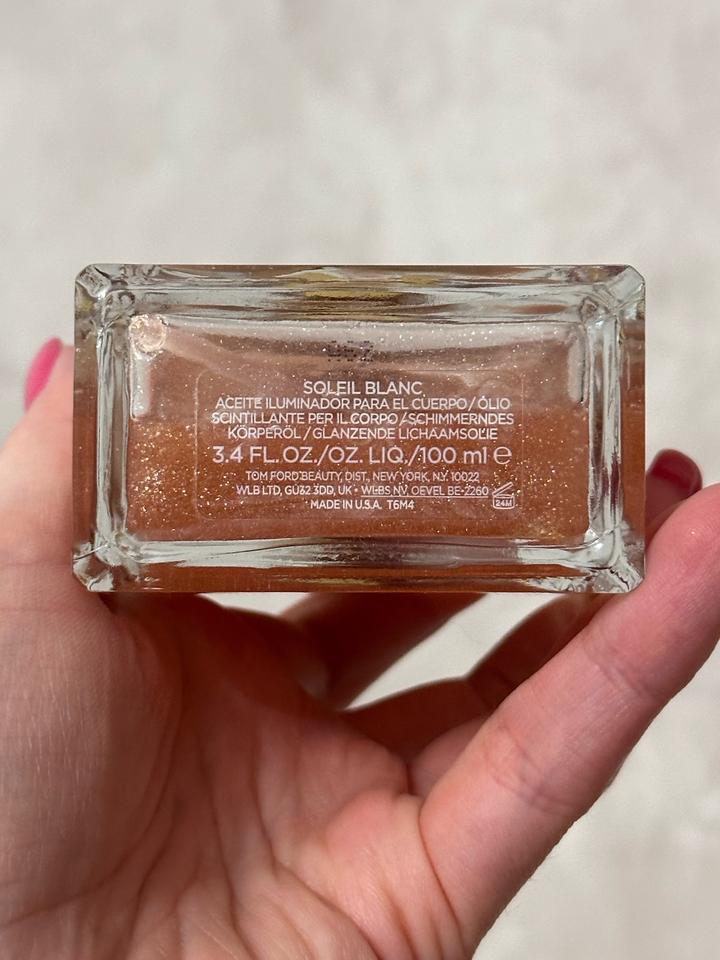 SOLEIL BLANC
ACEITE ILUMINADOR PARA EL CUERPO / ÓLIO
SCINTILLANTE PER IL CORPO / SCHIMMERNDES
KÖRPERÖL / GLANZENDE LICHAAMSOLIE
3.4 FL.OZ./OZ. LIQ./100 ml ℮
TOM FORD BEAUTY, DIST., NEW YORK, N.Y. 10022
WLB LTD, GU32 3DD, UK • WLBS NV, OEVEL BE-2260
24M
MADE IN U.S.A. T6M4